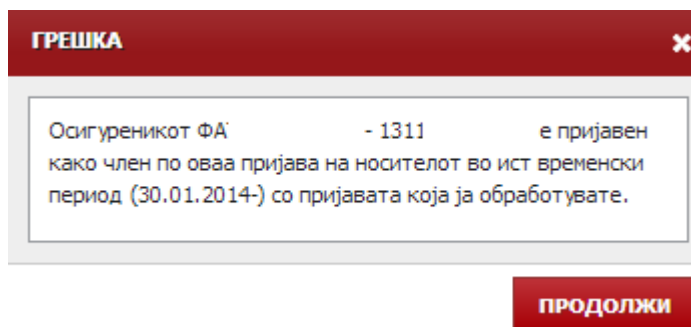 ГРЕШКА
Осигуреникот ФА - 1311 е пријавен
како член по оваа пријава на носителот во ист временски
период (30.01.2014-) со пријавата која ја обработувате.
ПРОДОЛЖИ